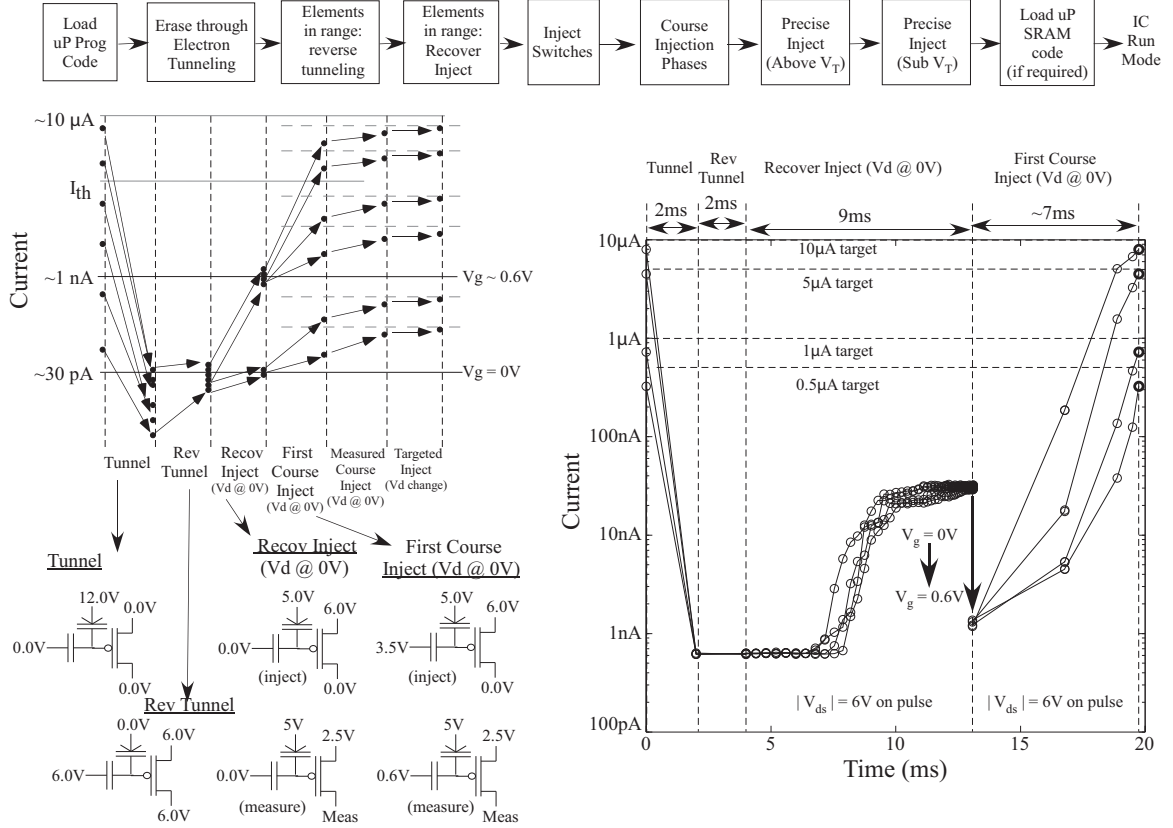 Load
uP Prog
Code
Erase through
Electron
Tunneling
Elements
in range:
reverse
tunneling
Elements
in range:
Recover
Inject
Inject
Switches
Course
Injection
Phases
Precise
Inject
(Above V_T)
Precise
Inject
(Sub V_T)
Load uP
SRAM
code
(if required)
IC
Run
Mode
Current
~10 μA
I_th
~1 nA
~30 pA
Vg ~ 0.6V
Vg = 0V
Tunnel
Rev
Tunnel
Recov
Inject
(Vd @ 0V)
First
Course
Inject
(Vd @ 0V)
Measured
Course
Inject
(Vd @ 0V)
Targeted
Inject
(Vd change)
Tunnel
12.0V
0.0V
0.0V
0.0V
Rev Tunnel
0.0V
6.0V
6.0V
6.0V
Recov Inject
(Vd @ 0V)
5.0V
6.0V
0.0V
(inject)
0.0V
5V
2.5V
0.0V
(measure)
Meas
First Course
Inject (Vd @ 0V)
5.0V
6.0V
3.5V
(inject)
0.0V
5V
2.5V
0.6V
(measure)
Meas
Tunnel
Rev
Tunnel
Recover Inject (Vd @ 0V)
First Course
Inject (Vd @ 0V)
2ms
2ms
9ms
~7ms
10μA
1μA
100nA
10nA
1nA
100pA
Current
10μA target
5μA target
1μA target
0.5μA target
V_g = 0V
V_g = 0.6V
| V_ds | = 6V on pulse
| V_ds | = 6V on pulse
0
5
10
15
20
Time (ms)